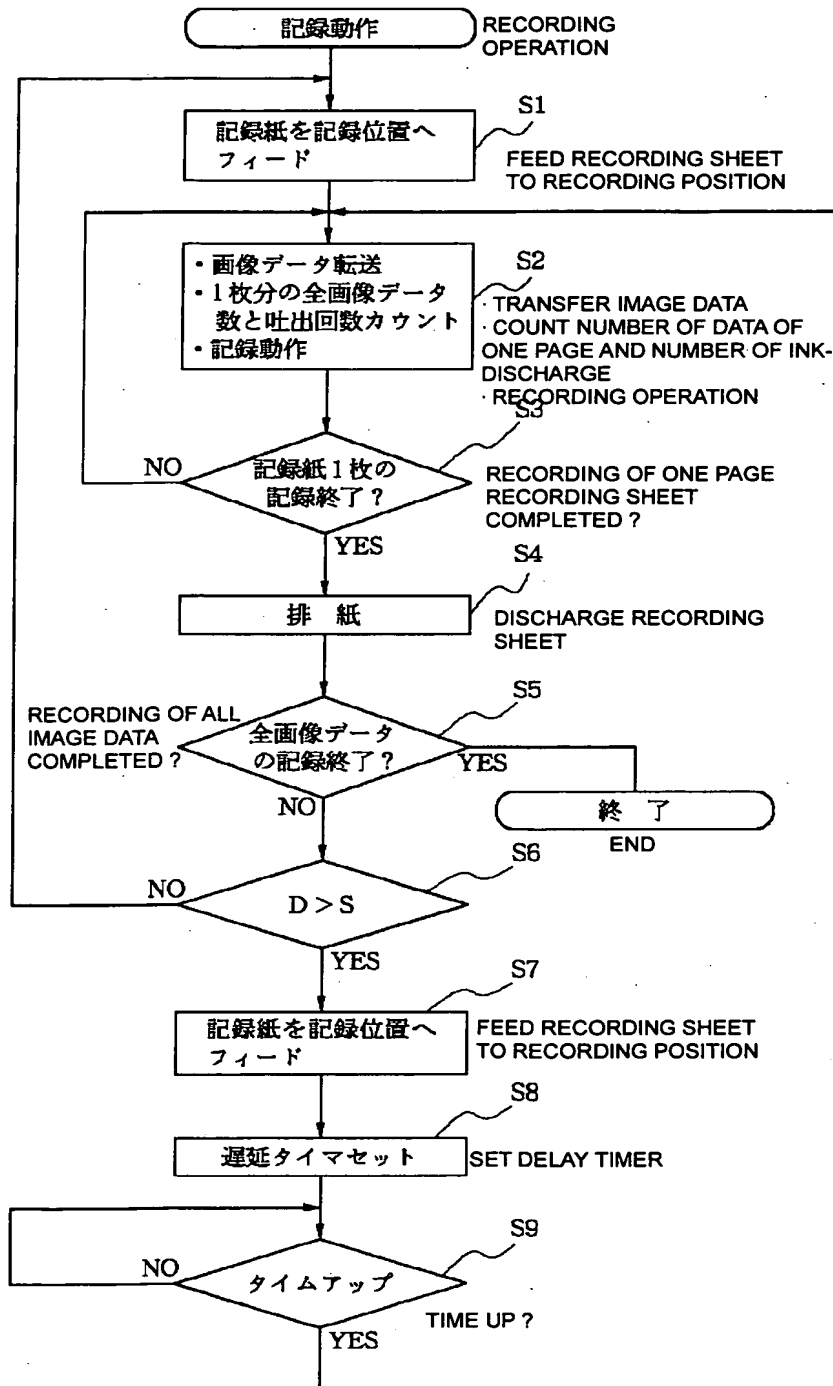 記録動作
RECORDING
OPERATION
S1
記録紙を記録位置へ
フィード
FEED RECORDING SHEET
TO RECORDING POSITION
S2
・画像データ転送
・1枚分の全画像データ
数と吐出回数カウント
・記録動作
· TRANSFER IMAGE DATA
· COUNT NUMBER OF DATA OF
ONE PAGE AND NUMBER OF INK-
DISCHARGE
· RECORDING OPERATION
S3
NO
記録紙1枚の
記録終了?
RECORDING OF ONE PAGE
RECORDING SHEET
COMPLETED ?
YES
S4
排 紙
DISCHARGE RECORDING
SHEET
S5
RECORDING OF ALL
IMAGE DATA
COMPLETED ?
全画像データ
の記録終了?
YES
NO
終 了
END
S6
NO
D > S
YES
S7
記録紙を記録位置へ
フィード
FEED RECORDING SHEET
TO RECORDING POSITION
S8
遅延タイマセット
SET DELAY TIMER
S9
NO
タイムアップ
TIME UP ?
YES